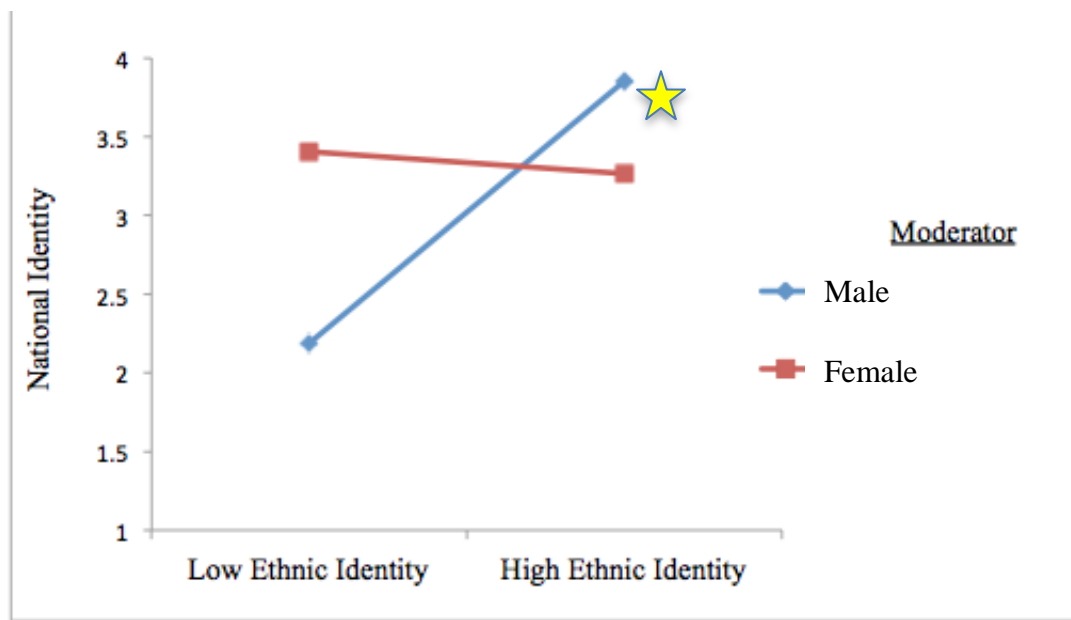 4
3.5
3
2.5
2
1.5
1
National Identity
Low Ethnic Identity
High Ethnic Identity
Moderator
Male
Female